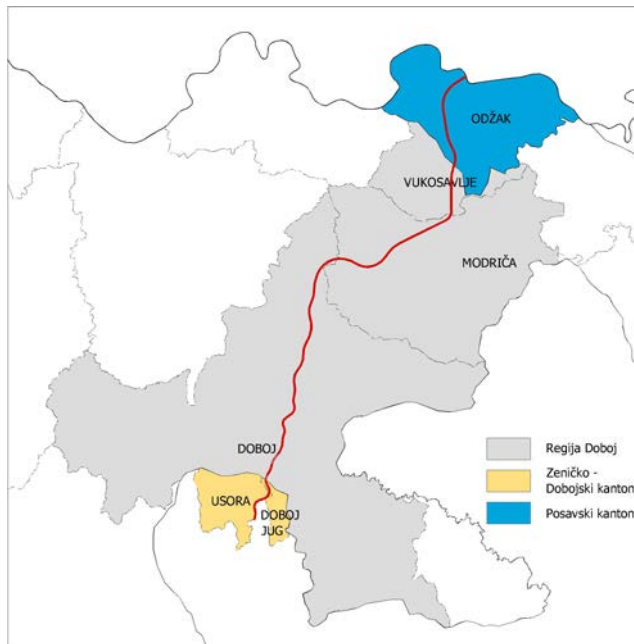 ODŽAK
VUKOSAVLJE
MODRIČA
DOBOJ
USORA
DOBOJ
JUG
Regija Doboj
Zeničko -
Dobojski kanton
Posavski kanton